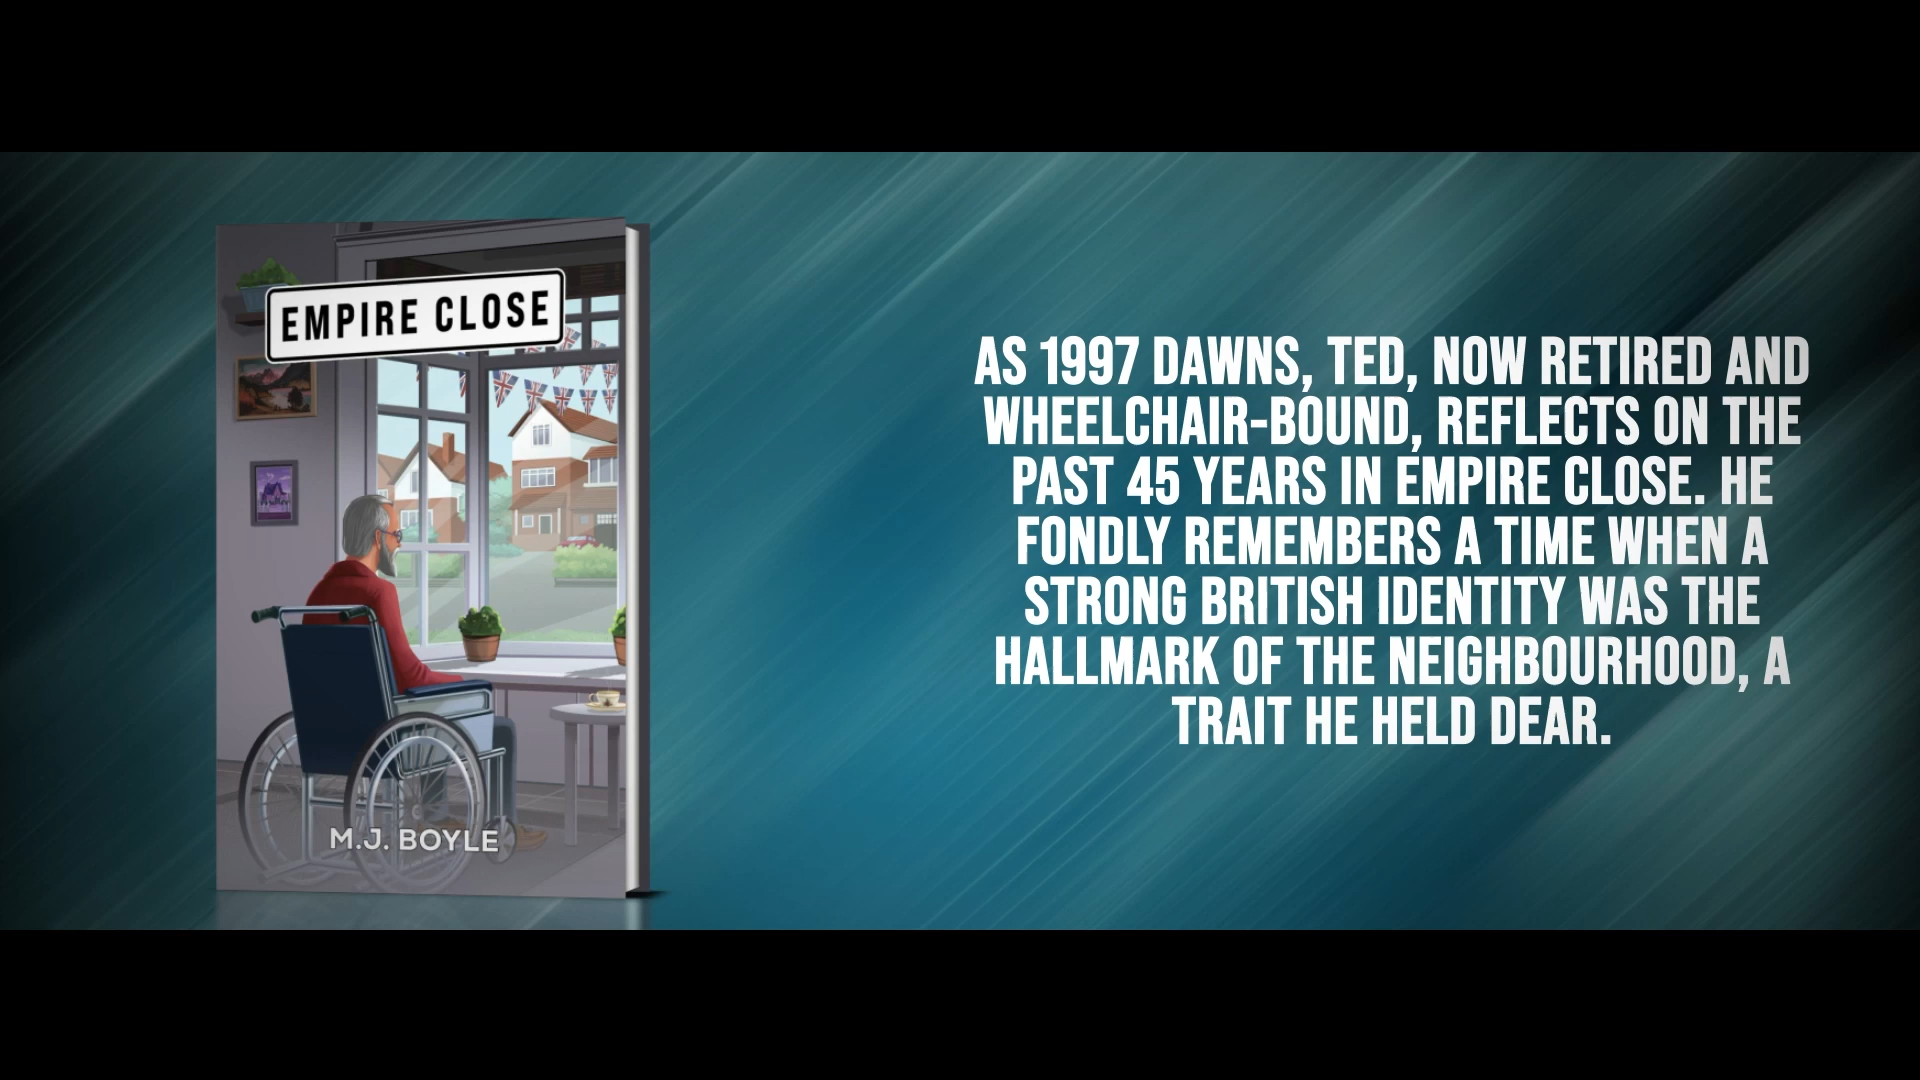 EMPIRE CLOSE
M.J. BOYLE
AS 1997 DAWNS, TED, NOW RETIRED AND
WHEELCHAIR-BOUND, REFLECTS ON THE
PAST 45 YEARS IN EMPIRE CLOSE. HE
FONDLY REMEMBERS A TIME WHEN A
STRONG BRITISH IDENTITY WAS THE
HALLMARK OF THE NEIGHBOURHOOD, A
TRAIT HE HELD DEAR.